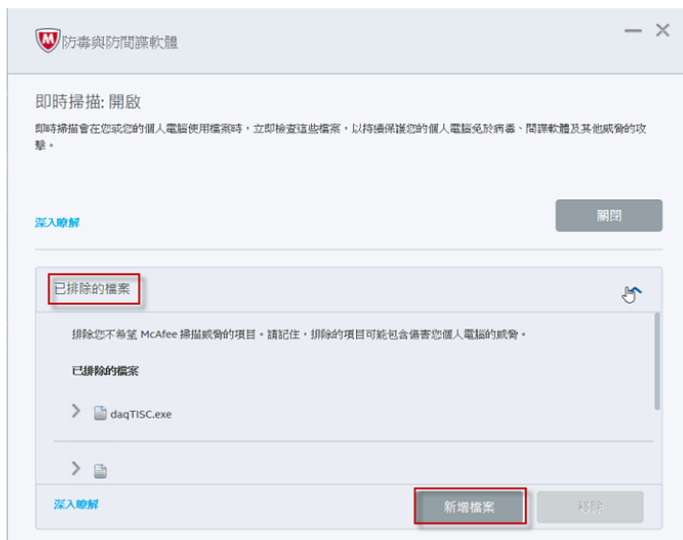 防毒與防間諜軟體
即時掃描: 開啟
即時掃描會在您或您的個人電腦使用檔案時，立即檢查這些檔案，以持續保護您的個人電腦免於病毒、間諜軟體及其他威脅的攻
擊。
深入瞭解
關閉
已排除的檔案
排除您不希望 McAfee 掃描威脅的項目。請記住，排除的項目可能包含傷害您個人電腦的威脅。
已排除的檔案
daqTISC.exe
深入瞭解
新增檔案
移除